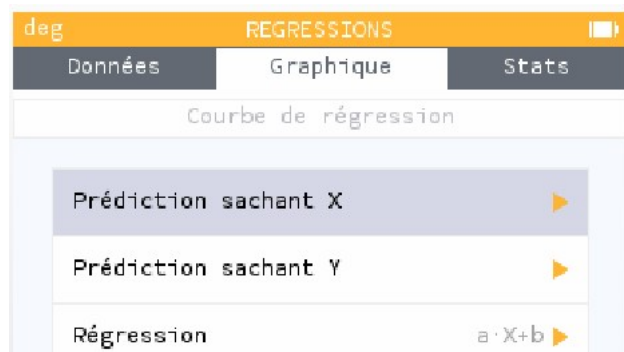 deg REGRESSIONS
Données Graphique Stats
Courbe de régression
Prédiction sachant X
Prédiction sachant Y
Régression a·X+b